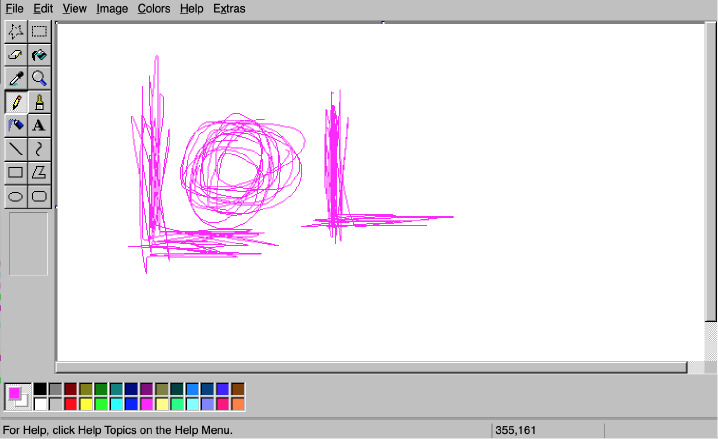 File Edit View Image Colors Help Extras
A
LOL
For Help, click Help Topics on the Help Menu. 355,161